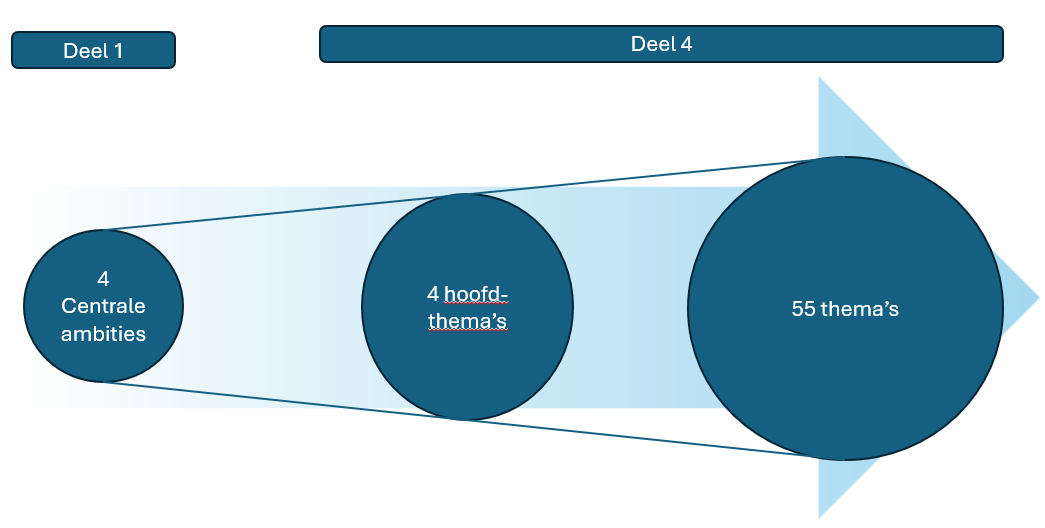 Deel 1
Deel 4
4
Centrale
ambities
4 hoofd-
thema's
55 thema's